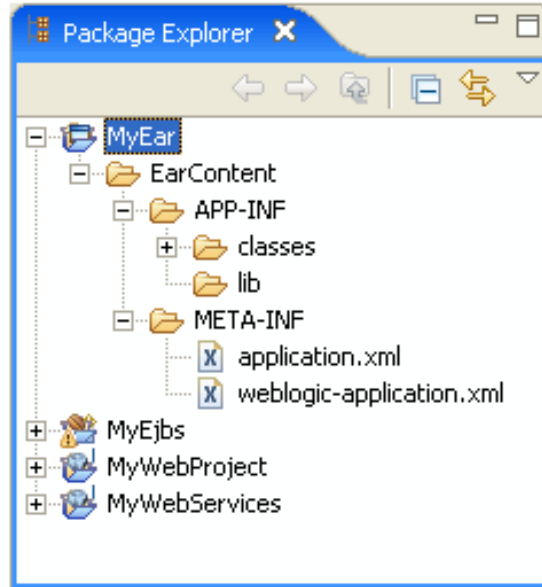 Package Explorer
MyEar
EarContent
APP-INF
classes
lib
META-INF
application.xml
weblogic-application.xml
MyEjbs
MyWebProject
MyWebServices